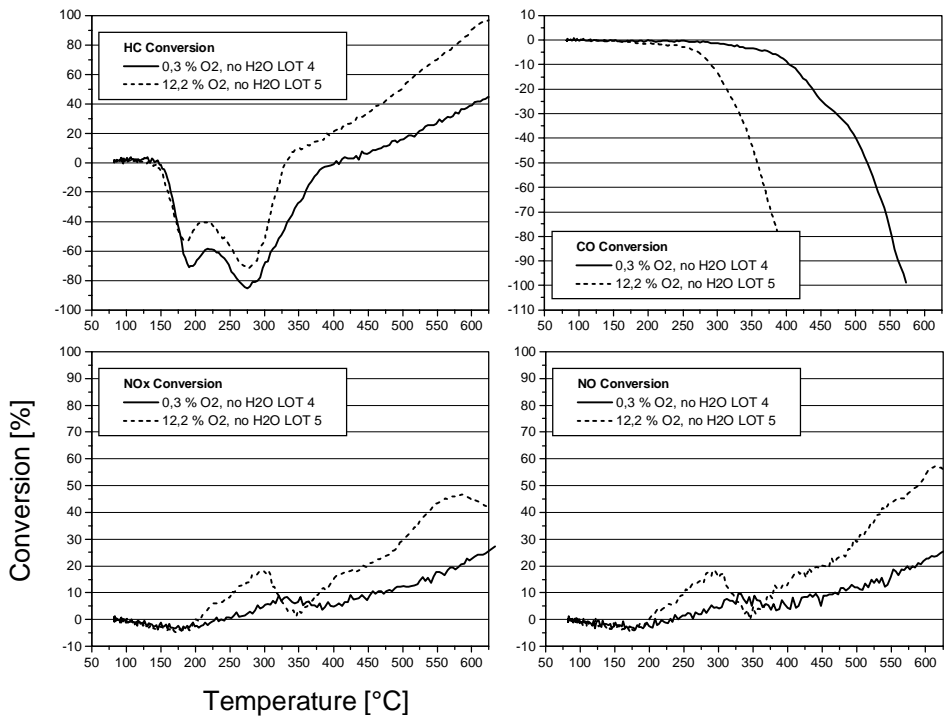 HC Conversion
0,3 % O2, no H2O LOT 4
12,2 % O2, no H2O LOT 5
100
80
60
40
20
0
-20
-40
-60
-80
-100
50 100 150 200 250 300 350 400 450 500 550 600
CO Conversion
0,3 % O2, no H2O LOT 4
12,2 % O2, no H2O LOT 5
10
0
-10
-20
-30
-40
-50
-60
-70
-80
-90
-100
-110
50 100 150 200 250 300 350 400 450 500 550 600
NOx Conversion
0,3 % O2, no H2O LOT 4
12,2 % O2, no H2O LOT 5
100
90
80
70
60
50
40
30
20
10
0
-10
50 100 150 200 250 300 350 400 450 500 550 600
NO Conversion
0,3 % O2, no H2O LOT 4
12,2 % O2, no H2O LOT 5
100
90
80
70
60
50
40
30
20
10
0
-10
50 100 150 200 250 300 350 400 450 500 550 600
Conversion [%]
Temperature [°C]